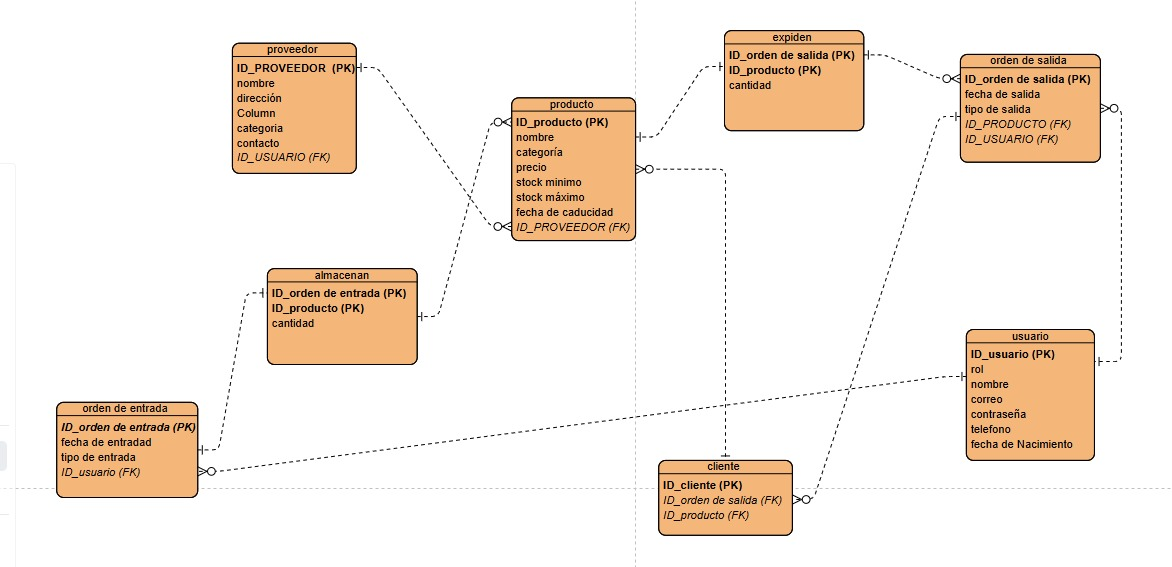 proveedor
ID_PROVEEDOR (PK)
nombre
dirección
Column
categoria
contacto
ID_USUARIO (FK)
producto
ID_producto (PK)
nombre
categoría
precio
stock minimo
stock máximo
fecha de caducidad
ID_PROVEEDOR (FK)
expiden
ID_orden de salida (PK)
ID_producto (PK)
cantidad
orden de salida
ID_orden de salida (PK)
fecha de salida
tipo de salida
ID_PRODUCTO (FK)
ID_USUARIO (FK)
almacenan
ID_orden de entrada (PK)
ID_producto (PK)
cantidad
usuario
ID_usuario (PK)
rol
nombre
correo
contraseña
telefono
fecha de Nacimiento
orden de entrada
ID_orden de entrada (PK)
fecha de entradad
tipo de entrada
ID_usuario (FK)
cliente
ID_cliente (PK)
ID_orden de salida (FK)
ID_producto (FK)